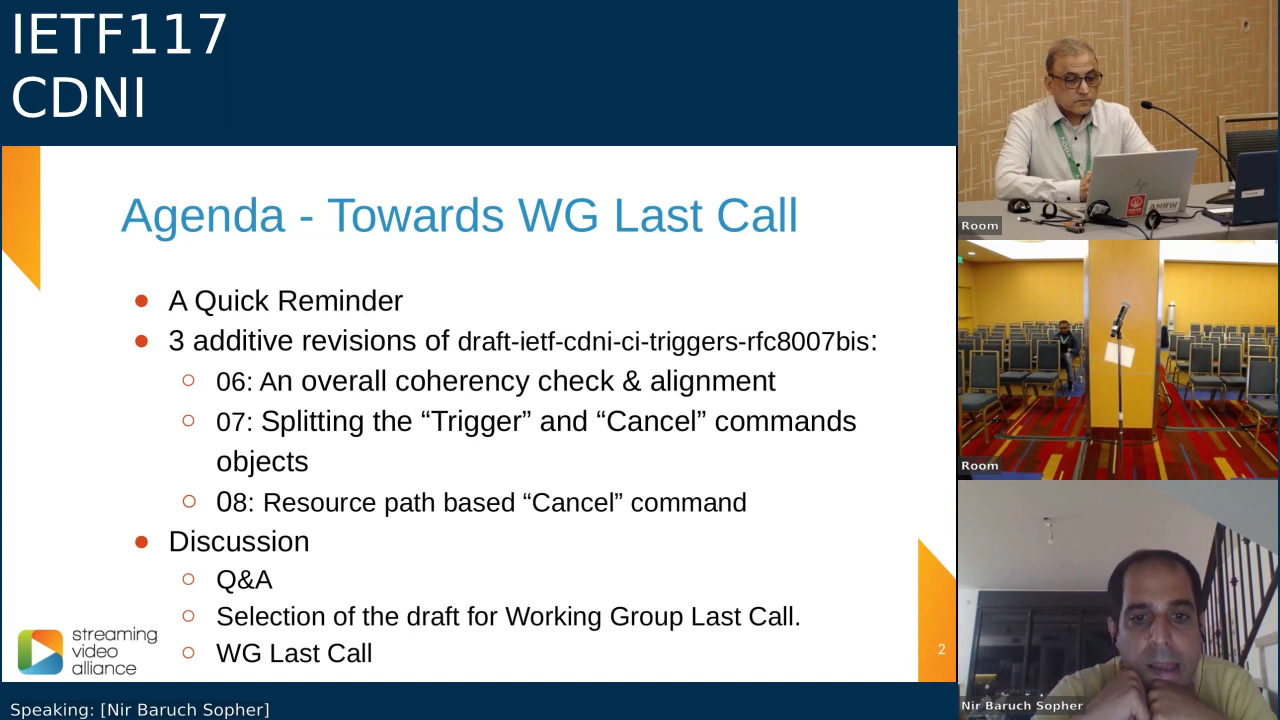 IETF117
CDNI
Agenda - Towards WG Last Call
● A Quick Reminder
● 3 additive revisions of draft-ietf-cdni-ci-triggers-rfc8007bis:
○ 06: An overall coherency check & alignment
○ 07: Splitting the “Trigger” and “Cancel” commands
objects
○ 08: Resource path based “Cancel” command
● Discussion
○ Q&A
○ Selection of the draft for Working Group Last Call.
○ WG Last Call
streaming
video
alliance
2
Speaking: [Nir Baruch Sopher]
Room
hp
ANRW
Room
Nir Baruch Sopher